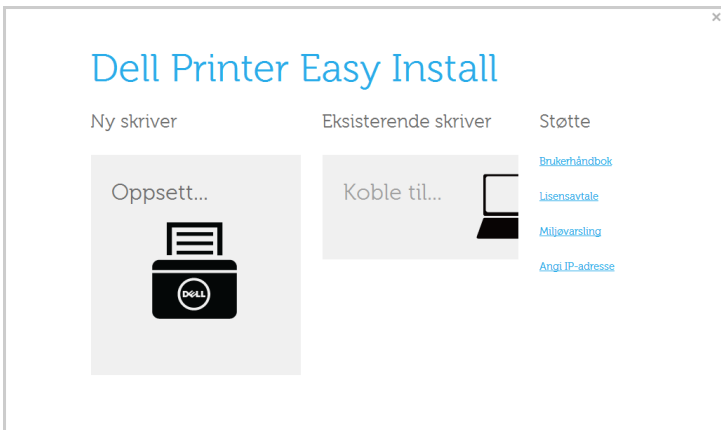 Dell Printer Easy Install
Ny skriver
Oppsett...
DELL
Eksisterende skriver
Koble til...
Støtte
Brukerhåndbok
Lisensavtale
Miljøvarsling
Angi IP-adresse